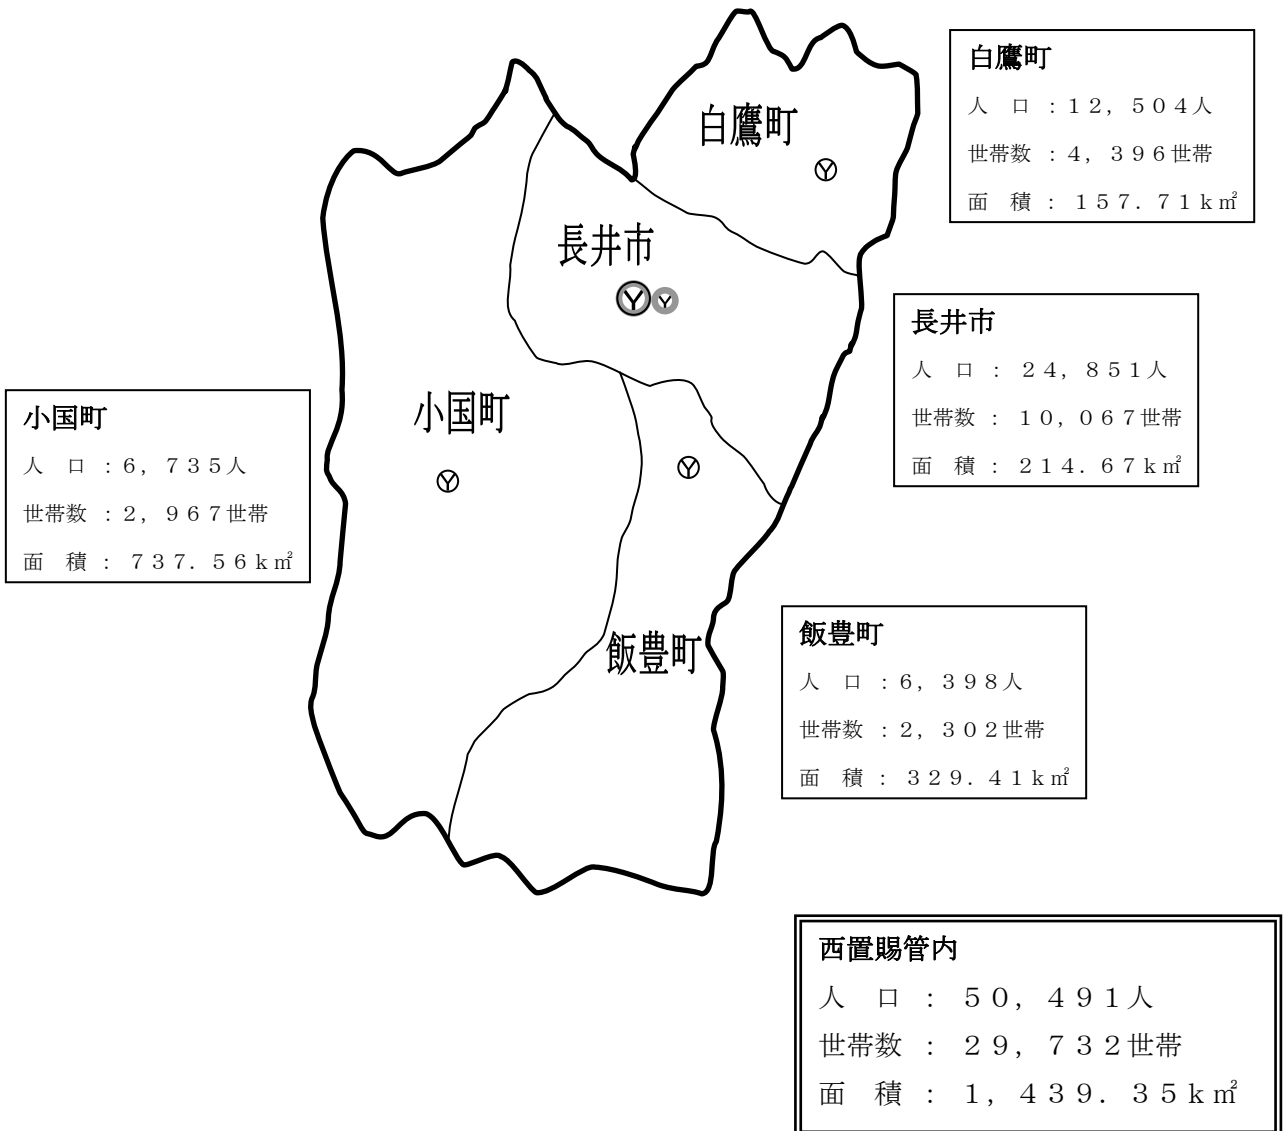 白鷹町
長井市
小国町
飯豊町
白鷹町
人　口　：１２，５０４人
世帯数　：４，３９６世帯
面　積　：　１５７．７１ｋ㎡
長井市
人　口　：　２４，８５１人
世帯数　：　１０，０６７世帯
面　積　：　２１４．６７ｋ㎡
小国町
人　口　：６，７３５人
世帯数　：２，９６７世帯
面　積　：　７３７．５６ｋ㎡
飯豊町
人　口　：６，３９８人
世帯数　：２，３０２世帯
面　積　：　３２９．４１ｋ㎡
西置賜管内
人　口　：　５０，４９１人
世帯数　：　２９，７３２世帯
面　積　：　１，４３９．３５ｋ㎡